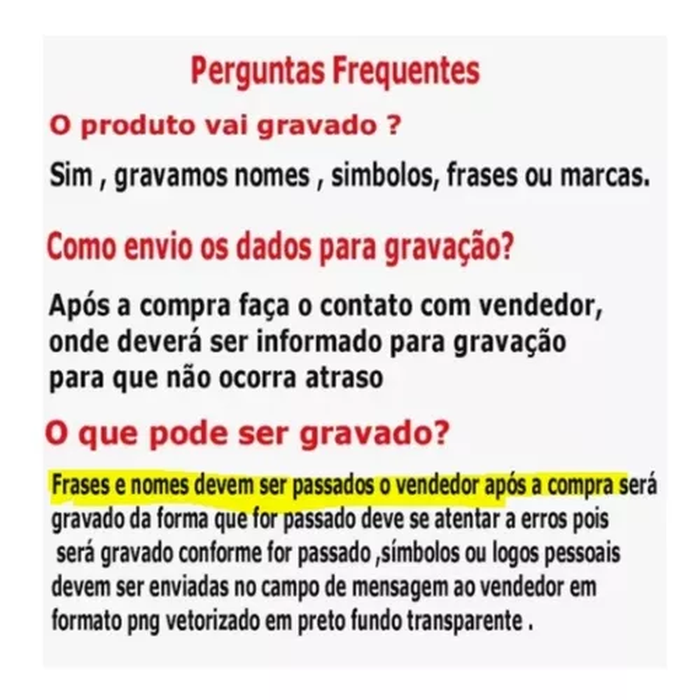 Perguntas Frequentes
O produto vai gravado ?
Sim , gravamos nomes , simbolos, frases ou marcas.
Como envio os dados para gravação?
Após a compra faça o contato com vendedor,
onde deverá ser informado para gravação
para que não ocorra atraso
O que pode ser gravado?
Frases e nomes devem ser passados o vendedor após a compra será
gravado da forma que for passado deve se atentar a erros pois
será gravado conforme for passado ,símbolos ou logos pessoais
devem ser enviadas no campo de mensagem ao vendedor em
formato png vetorizado em preto fundo transparente .